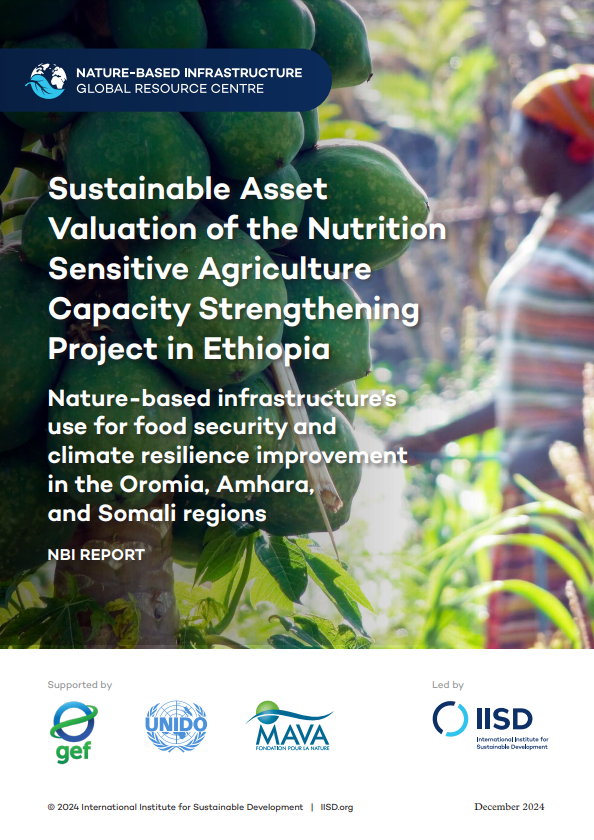 NATURE-BASED INFRASTRUCTURE
GLOBAL RESOURCE CENTRE
Sustainable Asset
Valuation of the Nutrition
Sensitive Agriculture
Capacity Strengthening
Project in Ethiopia
Nature-based infrastructure's
use for food security and
climate resilience improvement
in the Oromia, Amhara,
and Somali regions
NBI REPORT
Supported by
Led by
gef
UNIDO
MAVA
FONDATION POUR LA NATURE
IISD
International Institute for
Sustainable Development
© 2024 International Institute for Sustainable Development | IISD.org
December 2024